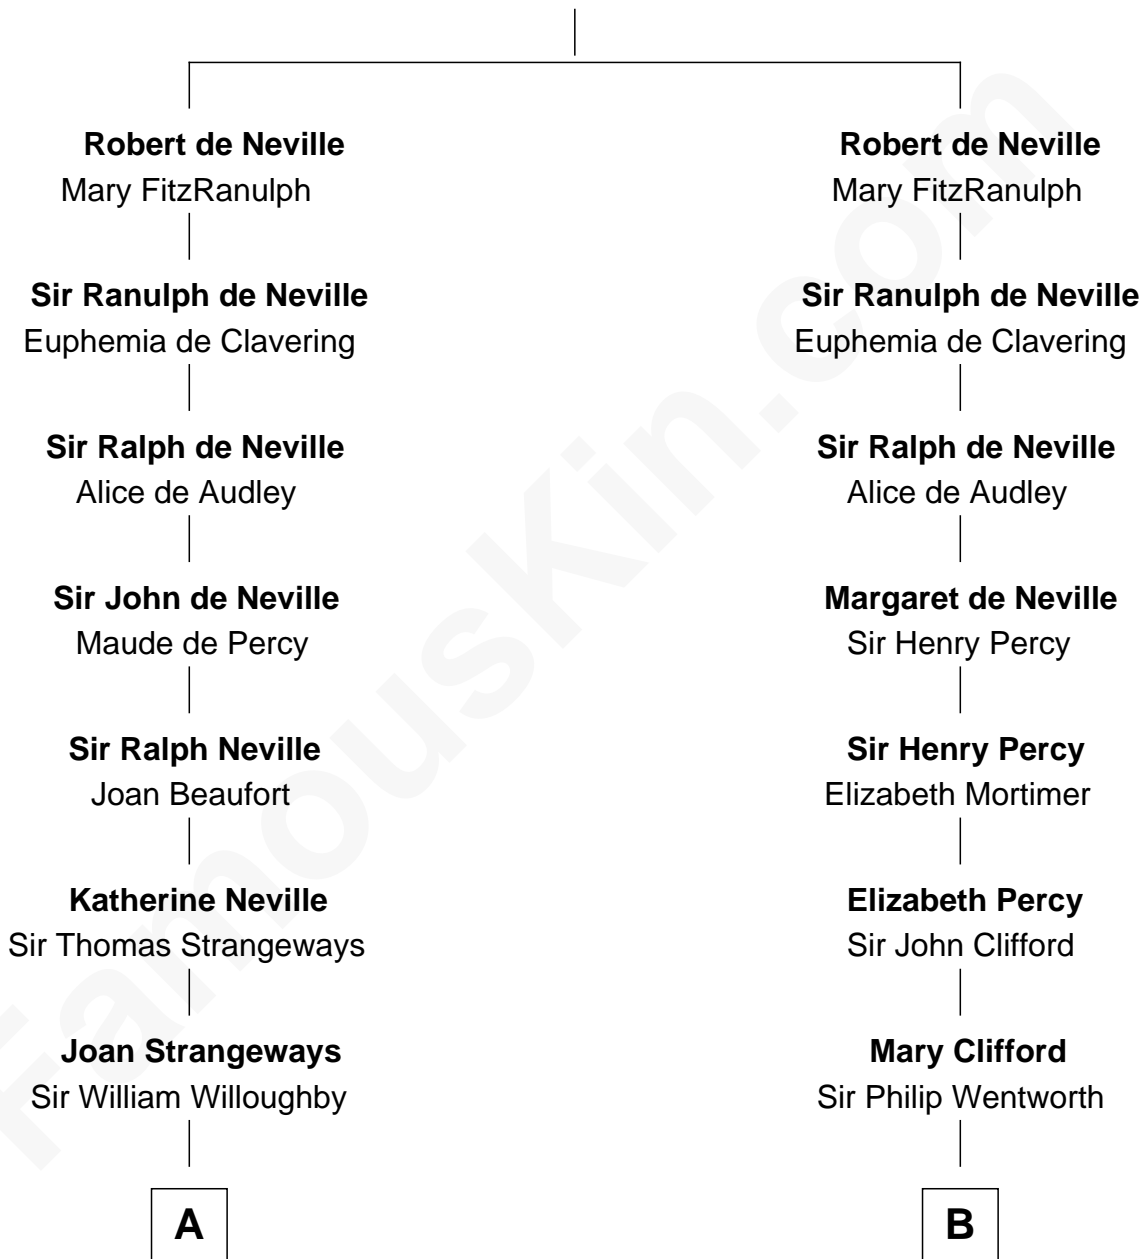 Robert de Neville
Mary FitzRanulph
Sir Ranulph de Neville
Euphemia de Clavering
Sir Ralph de Neville
Alice de Audley
Sir John de Neville
Maude de Percy
Sir Ralph Neville
Joan Beaufort
Katherine Neville
Sir Thomas Strangeways
Joan Strangeways
Sir William Willoughby
A
Robert de Neville
Mary FitzRanulph
Sir Ranulph de Neville
Euphemia de Clavering
Sir Ralph de Neville
Alice de Audley
Margaret de Neville
Sir Henry Percy
Sir Henry Percy
Elizabeth Mortimer
Elizabeth Percy
Sir John Clifford
Mary Clifford
Sir Philip Wentworth
B
FamousKin.com